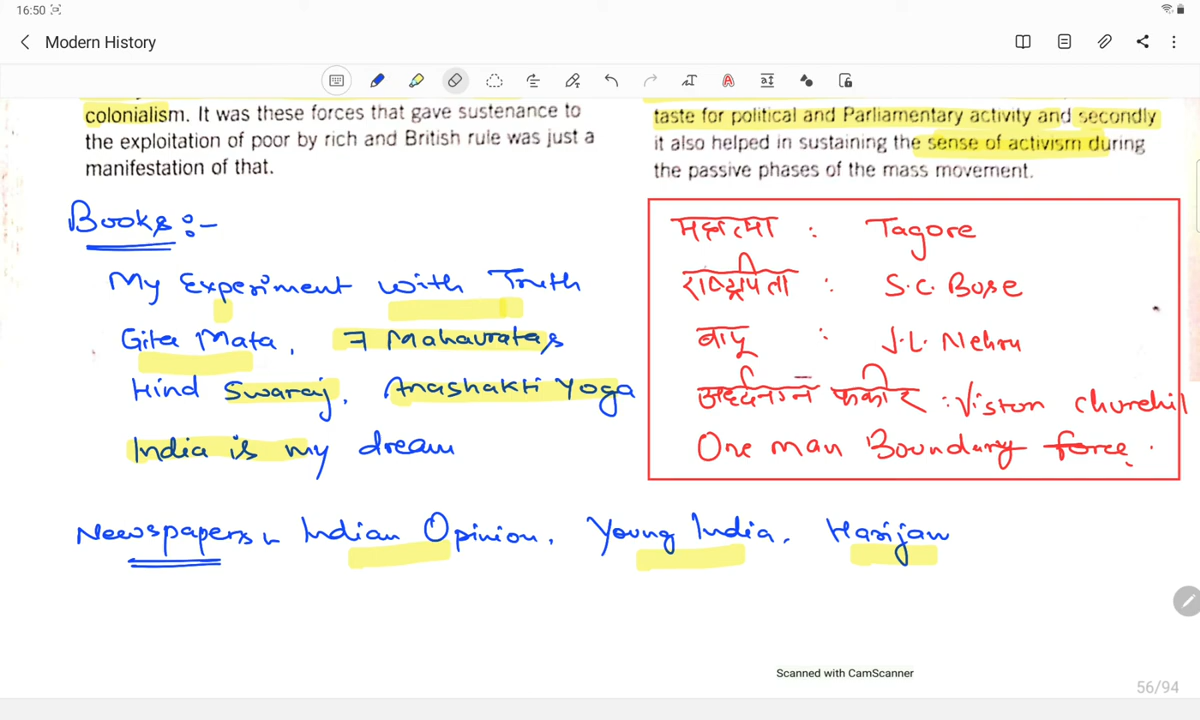 16:50
Modern History
colonialism. It was these forces that gave sustenance to
the exploitation of poor by rich and British rule was just a
manifestation of that.
taste for political and Parliamentary activity and secondly
it also helped in sustaining the sense of activism during
the passive phases of the mass movement.
Books :-
My Experiment with Truth
Gita Mata, 7 Mahavratas
Hind Swaraj, Anashakti Yoga
India is my dream
महात्मा : Tagore
राष्ट्रपिता : S.C. Bose
बापू : J.L. Nehru
अर्द्धनग्न फकीर : Viston Churchil
One man Boundary force.
Newspapers Indian Opinion, Young India, Harijan
Scanned with CamScanner
56/94